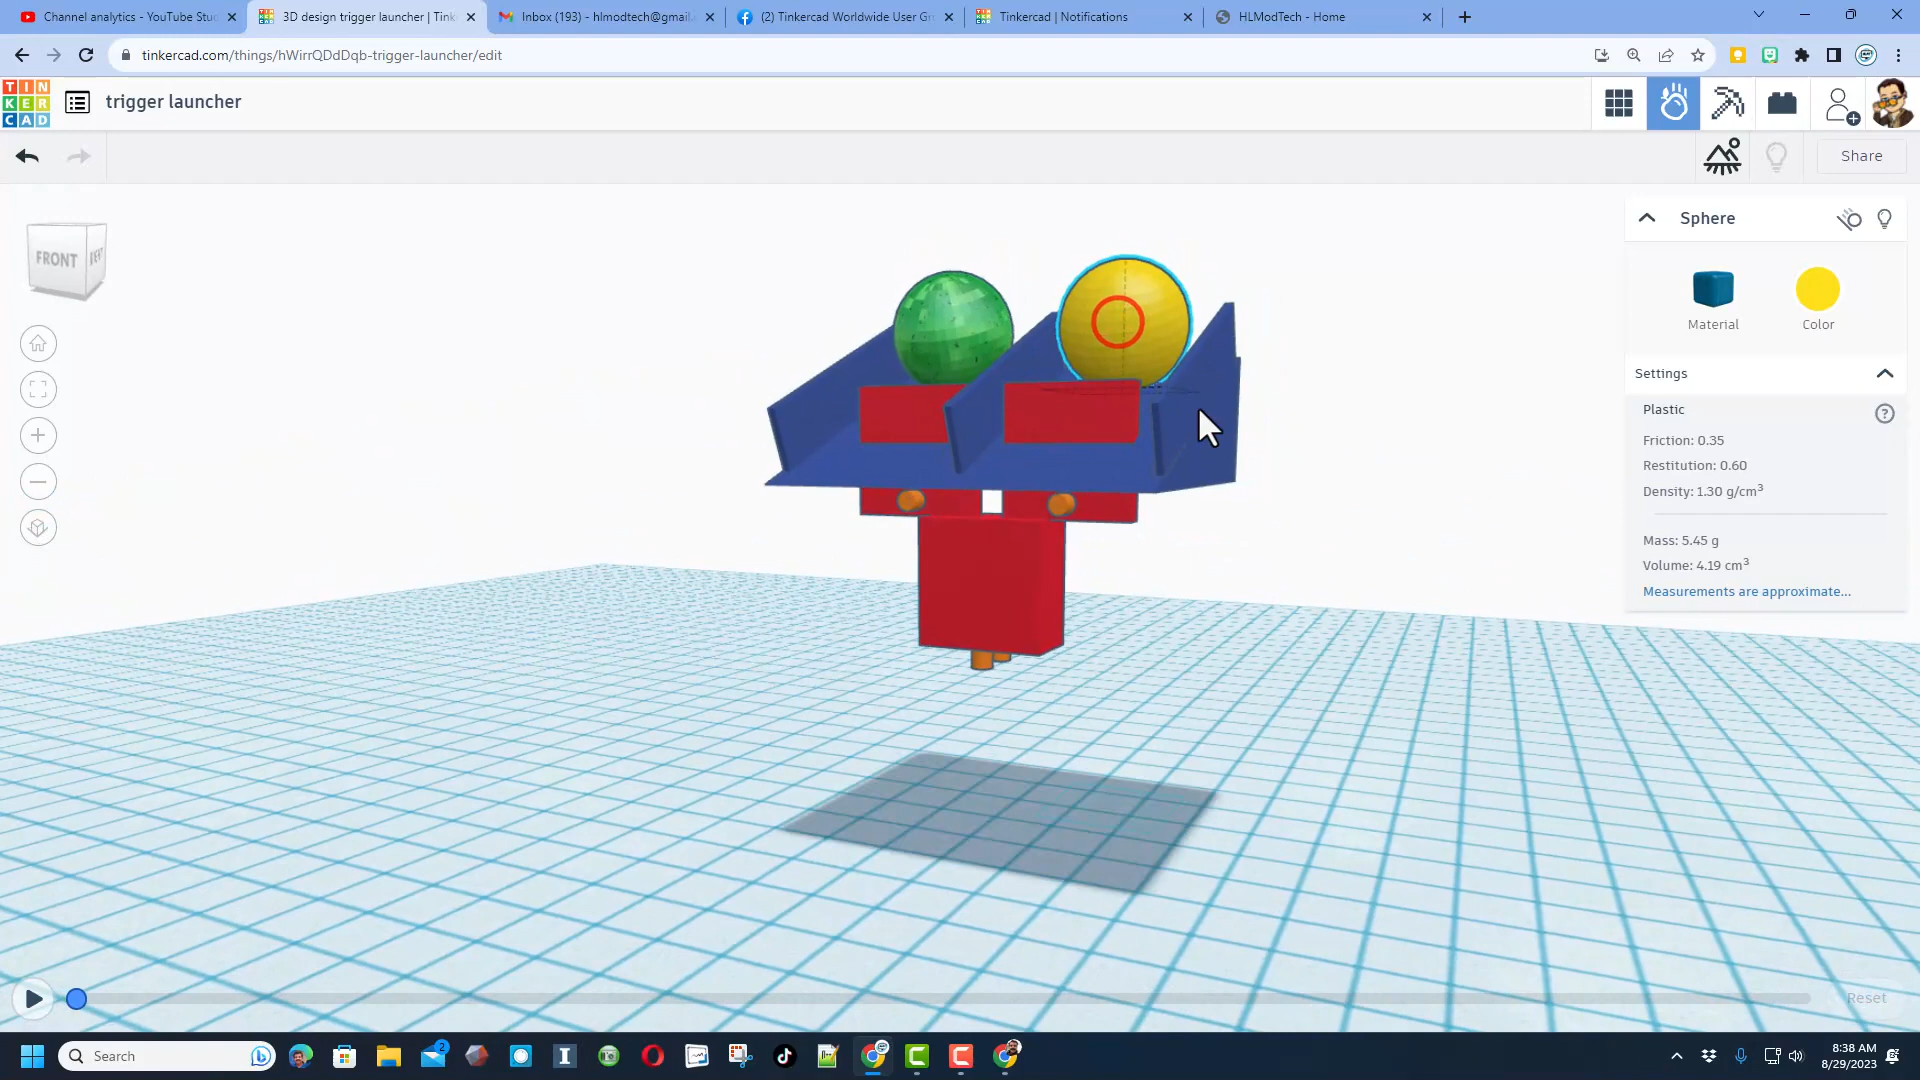 Channel analytics - YouTube Stu
3D design trigger launcher | Tink
Inbox (193) - hlmodtech@gmail.
(2) Tinkercad Worldwide User Gr
Tinkercad | Notifications
HLModTech - Home
tinkercad.com/things/hWirrQDdDqb-trigger-launcher/edit
TIN
KER
CAD
trigger launcher
Share
FRONT
Sphere
Material
Color
Settings
Plastic
Friction: 0.35
Restitution: 0.60
Density: 1.30 g/cm³
Mass: 5.45 g
Volume: 4.19 cm³
Measurements are approximate...
Reset
Search
2
8:38 AM
8/29/2023